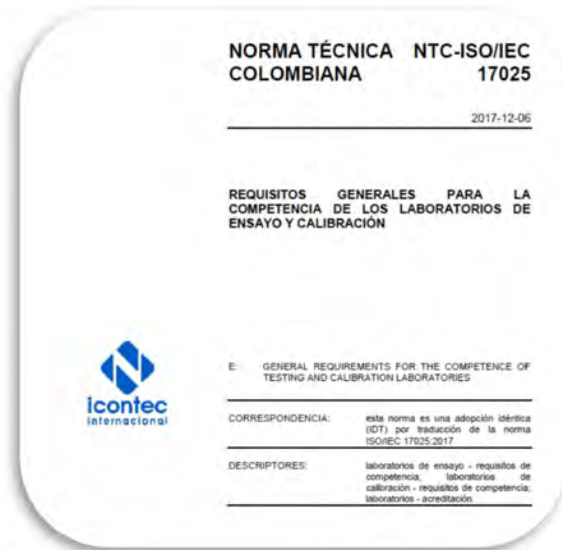 NORMA TÉCNICA NTC-ISO/IEC
COLOMBIANA 17025
2017-12-06
REQUISITOS GENERALES PARA LA
COMPETENCIA DE LOS LABORATORIOS DE
ENSAYO Y CALIBRACIÓN
E: GENERAL REQUIREMENTS FOR THE COMPETENCE OF
TESTING AND CALIBRATION LABORATORIES
icontec
internacional
CORRESPONDENCIA: esta norma es una adopción idéntica
(IDT) por traducción de la norma
ISO/IEC 17025:2017
DESCRIPTORES: laboratorios de ensayo - requisitos de
competencia; laboratorios de
calibración - requisitos de competencia;
laboratorios - acreditación.